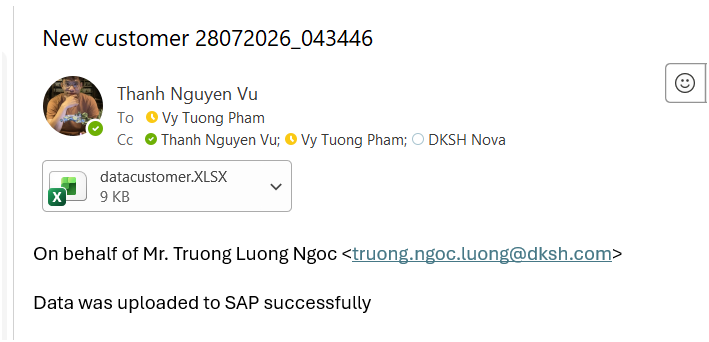 New customer 28072026_043446
Thanh Nguyen Vu
To Vy Tuong Pham
Cc Thanh Nguyen Vu; Vy Tuong Pham; DKSH Nova
datacustomer.XLSX
9 KB
On behalf of Mr. Truong Luong Ngoc <truong.ngoc.luong@dksh.com>
Data was uploaded to SAP successfully